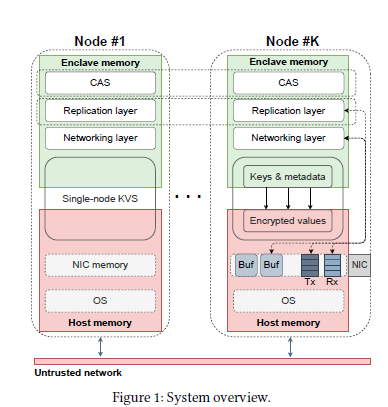 Node #1
Enclave memory
CAS
Replication layer
Networking layer
Single-node KVS
NIC memory
OS
Host memory
. . .
Node #K
Enclave memory
CAS
Replication layer
Networking layer
Keys & metadata
Encrypted values
Buf Buf NIC
Tx Rx
OS
Host memory
Untrusted network
Figure 1: System overview.